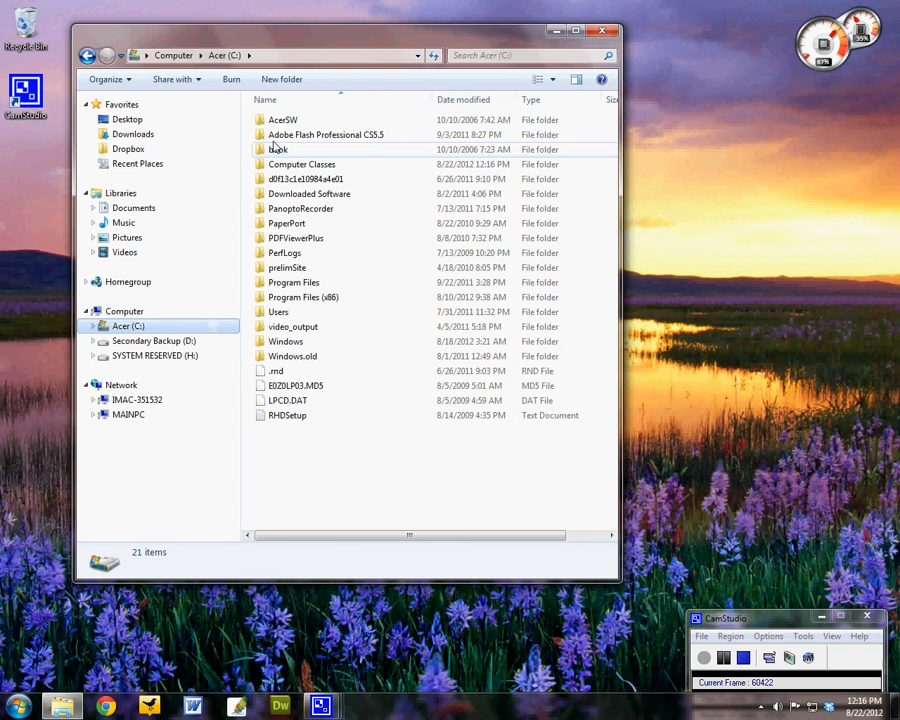 Recycle Bin
CamStudio
Computer Acer (C:) Search Acer (C:)
Organize Share with Burn New folder
Name Date modified Type Size
Favorites
Desktop
Downloads
Dropbox
Recent Places
Libraries
Documents
Music
Pictures
Videos
Homegroup
Computer
Acer (C:)
Secondary Backup (D:)
SYSTEM RESERVED (H:)
Network
IMAC-351532
MAINPC
AcerSW 10/10/2006 7:42 AM File folder
Adobe Flash Professional CS5.5 9/3/2011 8:27 PM File folder
book 10/10/2006 7:23 AM File folder
Computer Classes 8/22/2012 12:16 PM File folder
d0f13c1e10984a4e01 6/26/2011 9:10 PM File folder
Downloaded Software 8/2/2011 4:06 PM File folder
PanoptoRecorder 7/13/2011 7:15 PM File folder
PaperPort 8/22/2010 9:29 AM File folder
PDFViewerPlus 8/8/2010 7:32 PM File folder
PerfLogs 7/13/2009 10:20 PM File folder
prelimSite 4/18/2010 8:05 PM File folder
Program Files 9/22/2011 3:28 PM File folder
Program Files (x86) 8/10/2012 9:38 AM File folder
Users 7/31/2011 11:32 PM File folder
video_output 4/5/2011 5:18 PM File folder
Windows 8/18/2012 3:21 AM File folder
Windows.old 8/1/2011 12:49 AM File folder
.rnd 6/26/2011 9:03 PM RND File
E0Z0LP03.MD5 8/5/2009 5:01 AM MD5 File
LPCD.DAT 8/5/2009 4:59 AM DAT File
RHDSetup 8/14/2009 4:35 PM Text Document
21 items
67%
35%
CamStudio
File Region Options Tools View Help
Current Frame : 60422
Dw
12:16 PM
8/22/2012